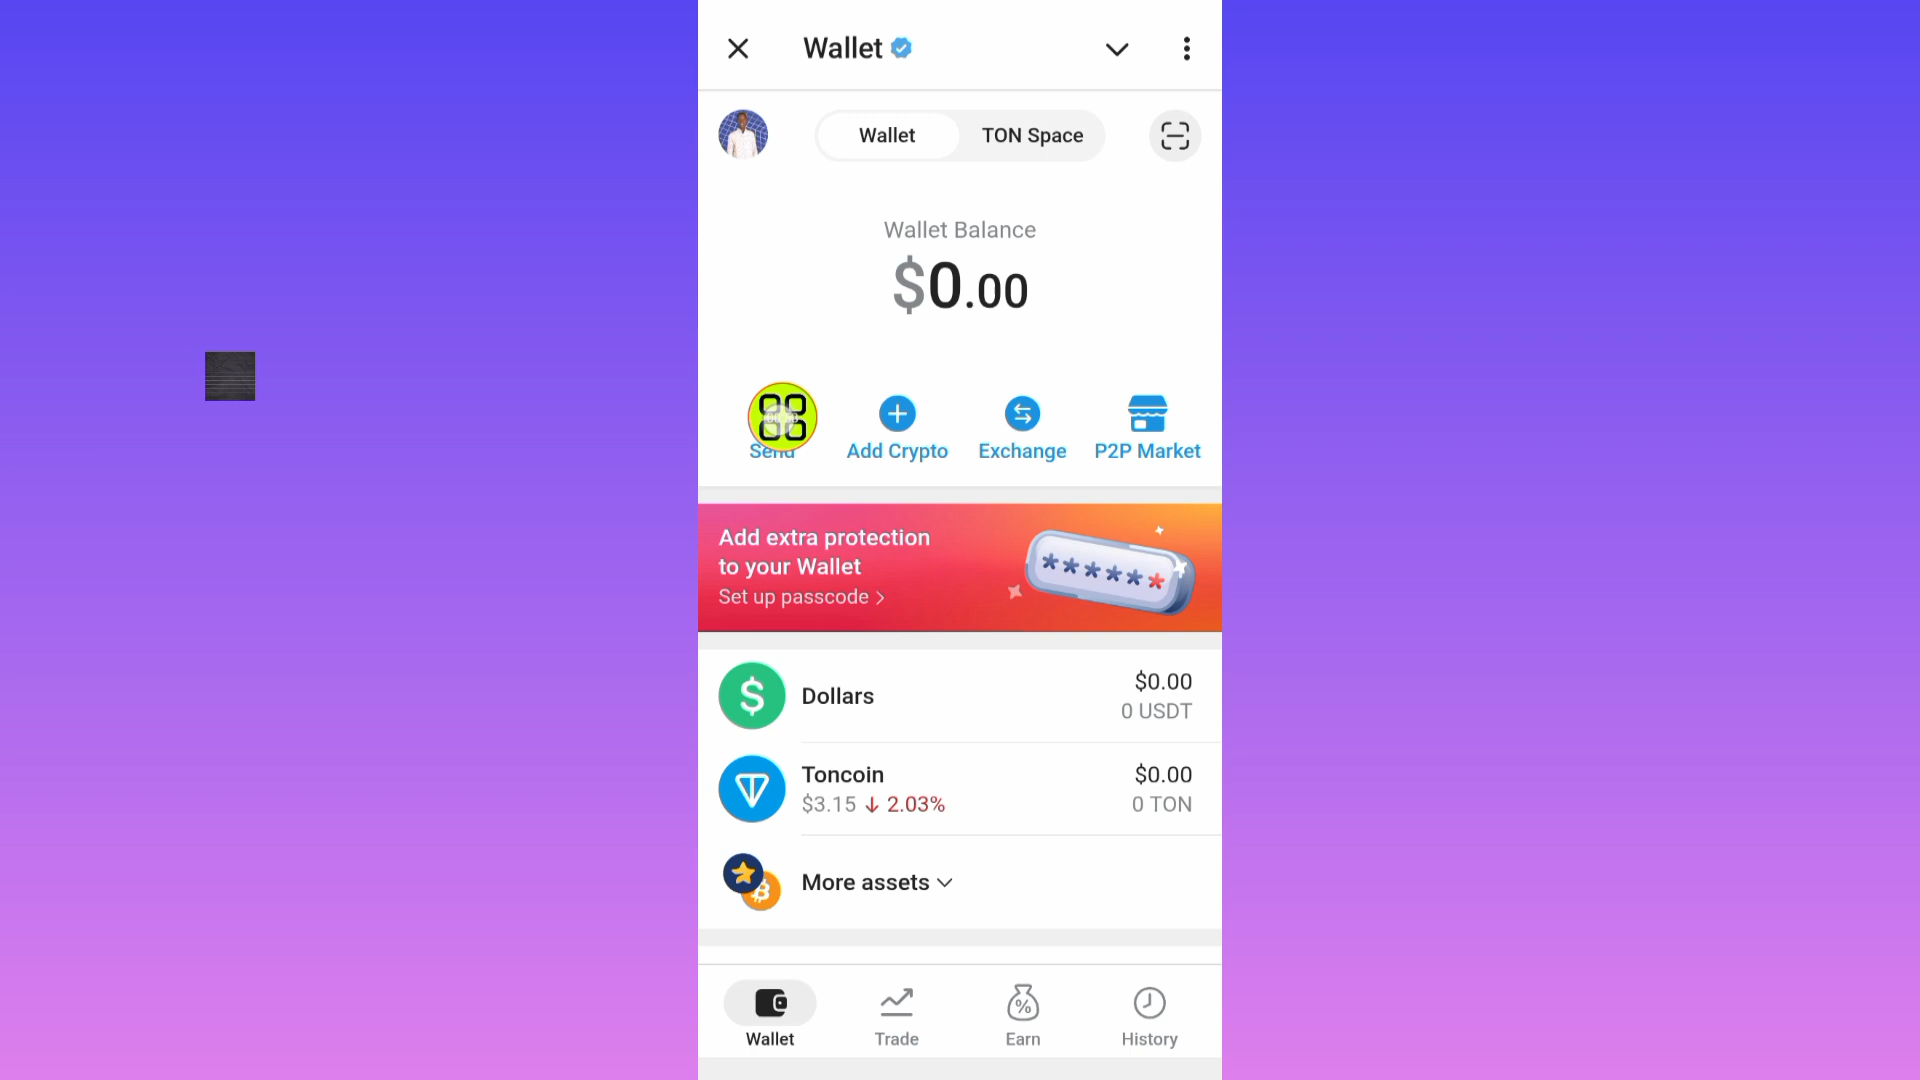 Wallet
Wallet
TON Space
Wallet Balance
$0.00
Send
Add Crypto
Exchange
P2P Market
Add extra protection
to your Wallet
Set up passcode >
******
$
Dollars
$0.00
0 USDT
Toncoin
$0.00
$3.15 ↓ 2.03%
0 TON
More assets
Wallet
Trade
Earn
History